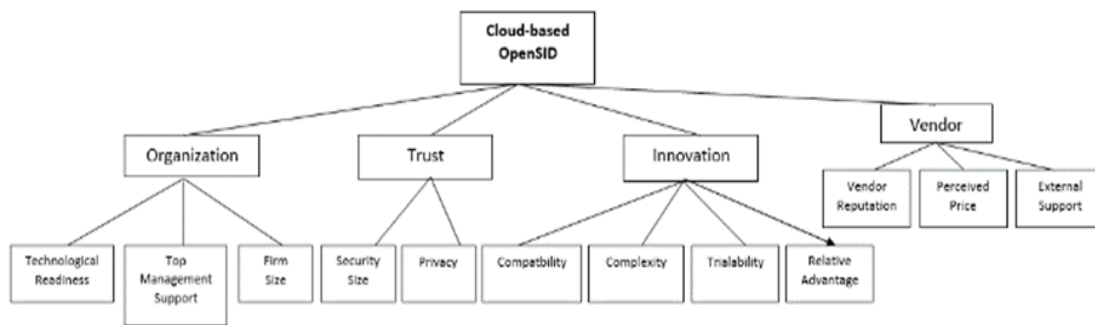 Cloud-based
OpenSID
Organization
Trust
Innovation
Vendor
Vendor
Reputation
Perceived
Price
External
Support
Technological
Readiness
Top
Management
Support
Firm
Size
Security
Size
Privacy
Compatbility
Complexity
Trialability
Relative
Advantage